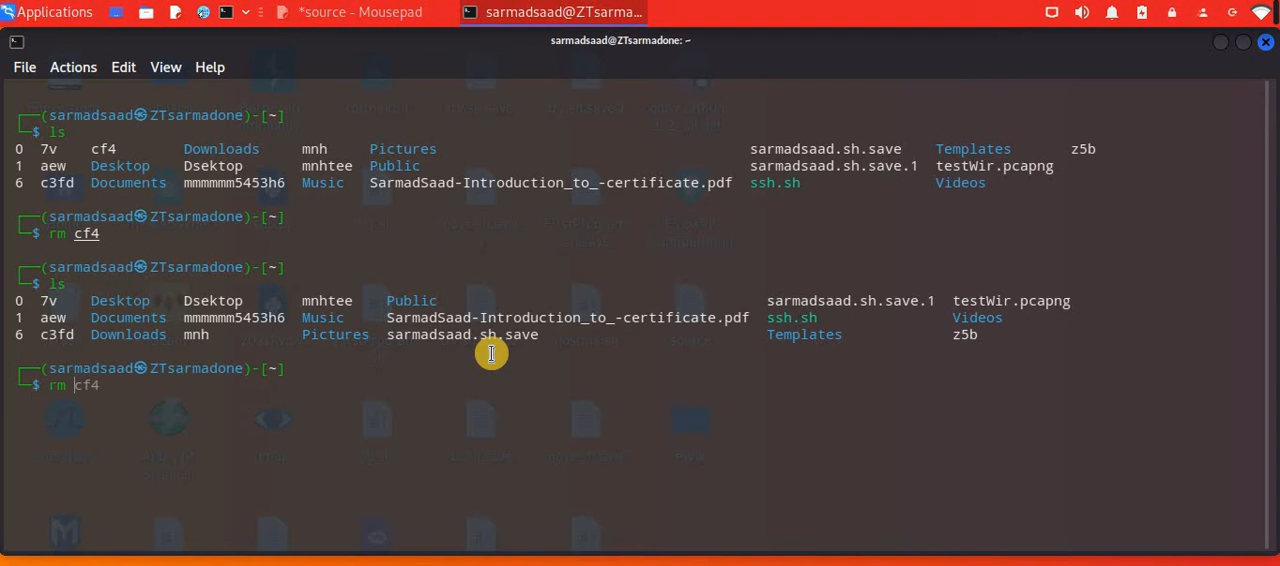 Applications *source - Mousepad sarmadsaad@ZTsarma...
sarmadsaad@ZTsarmadone: ~
File Actions Edit View Help
┌──(sarmadsaad㉿ZTsarmadone)-[~]
└─$ ls
0 7v cf4 Downloads mnh Pictures sarmadsaad.sh.save Templates z5b
1 aew Desktop Dsektop mnhtee Public sarmadsaad.sh.save.1 testWir.pcapng
6 c3fd Documents mmmmmm5453h6 Music SarmadSaad-Introduction_to_-certificate.pdf ssh.sh Videos
┌──(sarmadsaad㉿ZTsarmadone)-[~]
└─$ rm cf4
┌──(sarmadsaad㉿ZTsarmadone)-[~]
└─$ ls
0 7v Desktop Dsektop mnhtee Public sarmadsaad.sh.save.1 testWir.pcapng
1 aew Documents mmmmmm5453h6 Music SarmadSaad-Introduction_to_-certificate.pdf ssh.sh Videos
6 c3fd Downloads mnh Pictures sarmadsaad.sh.save Templates z5b
┌──(sarmadsaad㉿ZTsarmadone)-[~]
└─$ rm cf4